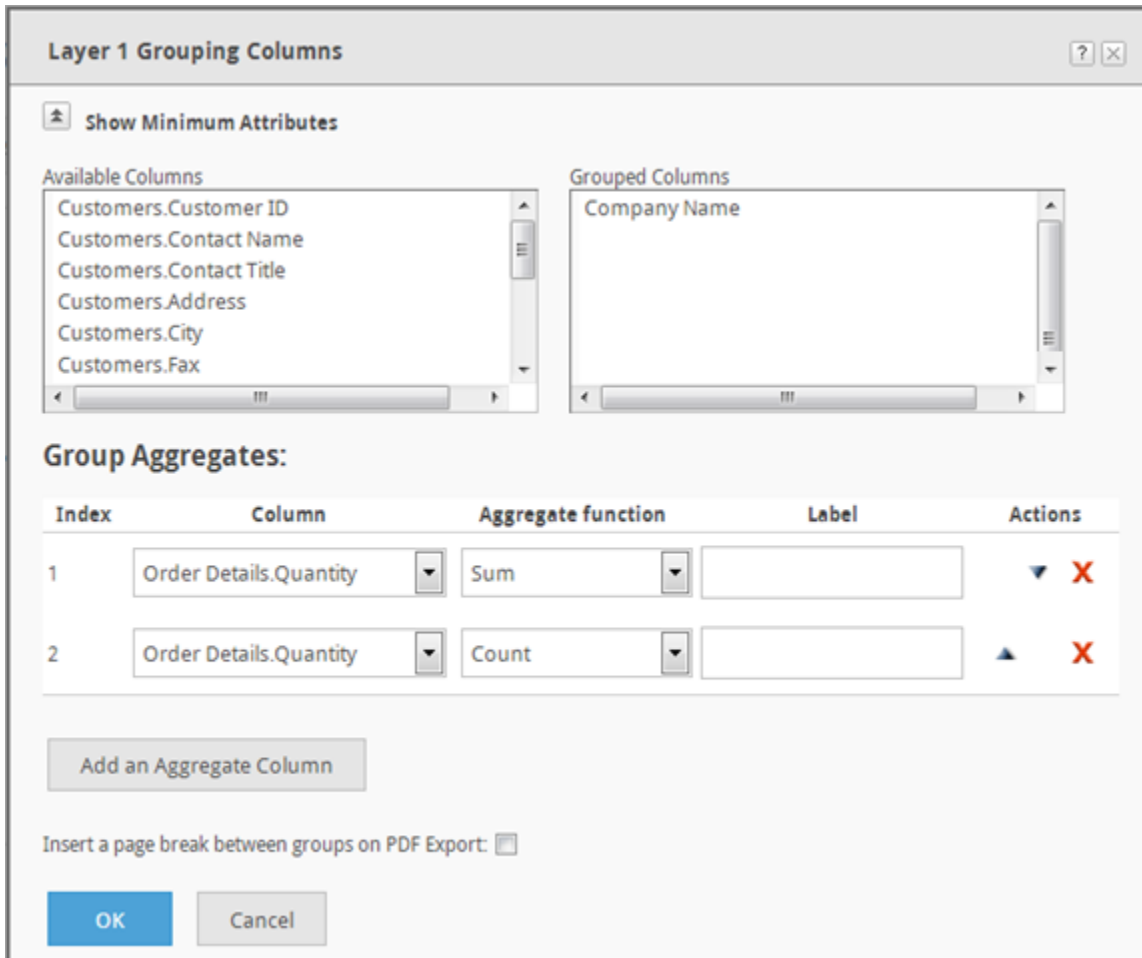 Layer 1 Grouping Columns
?
Show Minimum Attributes
Available Columns
Grouped Columns
Customers.Customer ID
Customers.Contact Name
Customers.Contact Title
Customers.Address
Customers.City
Customers.Fax
Company Name
Group Aggregates:
Index Column Aggregate function Label Actions
1 Order Details.Quantity Sum X
2 Order Details.Quantity Count X
Add an Aggregate Column
Insert a page break between groups on PDF Export:
OK Cancel